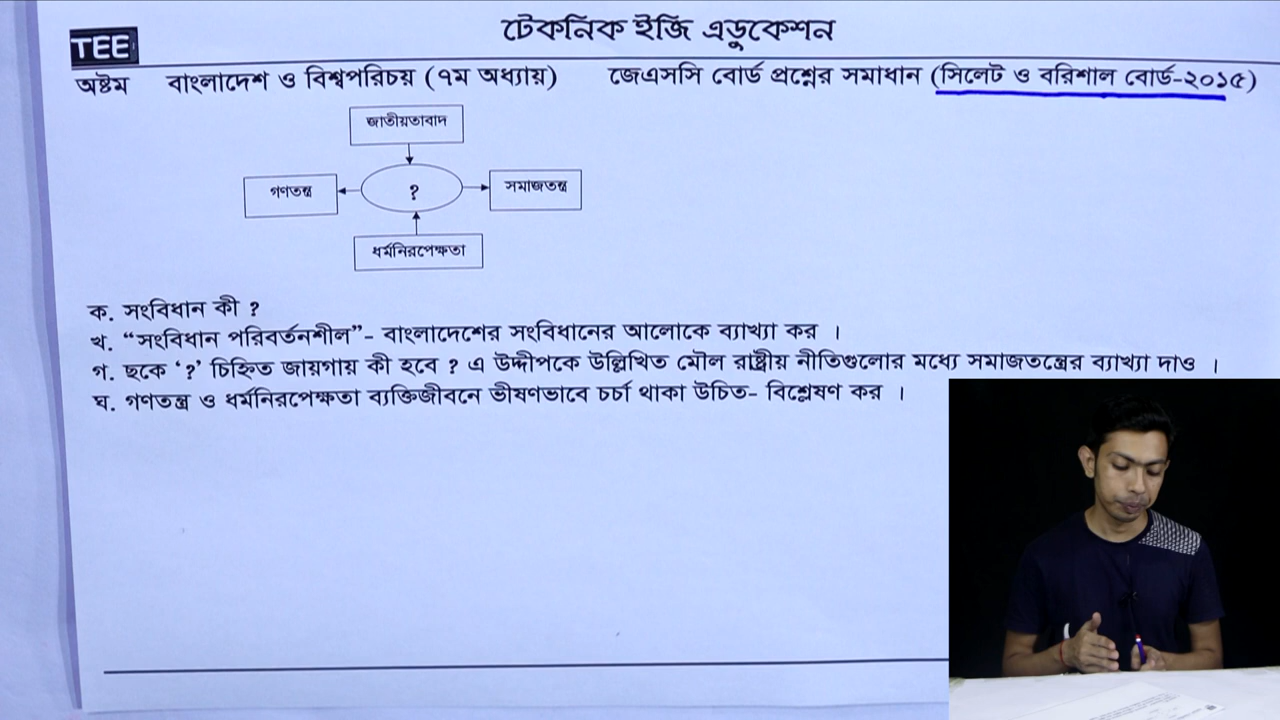 টেকনিক ইজি এডুকেশন
TEE
অষ্টম বাংলাদেশ ও বিশ্বপরিচয় (৭ম অধ্যায়) জেএসসি বোর্ড প্রশ্নের সমাধান (সিলেট ও বরিশাল বোর্ড-২০১৫)
জাতীয়তাবাদ
গণতন্ত্র ? সমাজতন্ত্র
ধর্মনিরপেক্ষতা
ক. সংবিধান কী ?
খ. “সংবিধান পরিবর্তনশীল”- বাংলাদেশের সংবিধানের আলোকে ব্যাখ্যা কর ।
গ. ছকে ‘?’ চিহ্নিত জায়গায় কী হবে ? এ উদ্দীপকে উল্লিখিত মৌল রাষ্ট্রীয় নীতিগুলোর মধ্যে সমাজতন্ত্রের ব্যাখ্যা দাও ।
ঘ. গণতন্ত্র ও ধর্মনিরপেক্ষতা ব্যক্তিজীবনে ভীষণভাবে চর্চা থাকা উচিত- বিশ্লেষণ কর ।